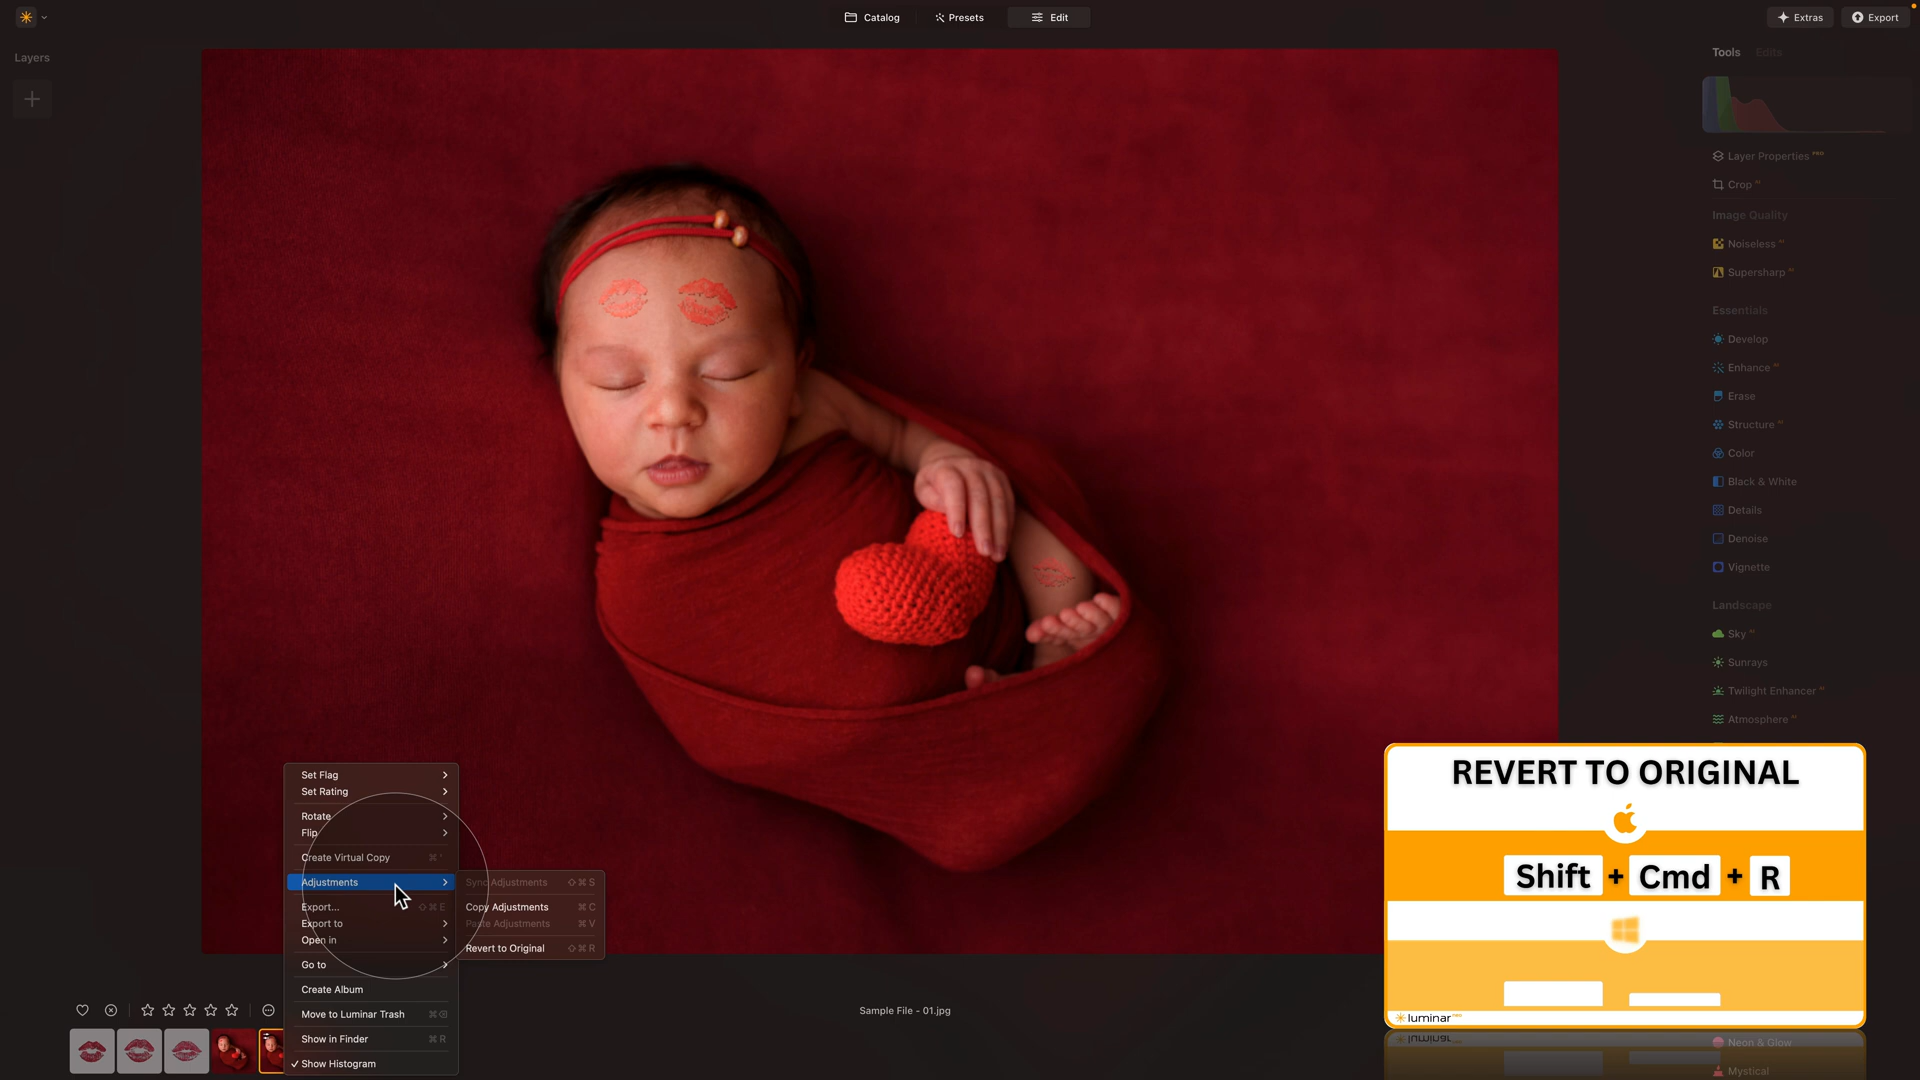 Catalog
Presets
Edit
Extras
Export
Layers
Tools
Edits
Layer Properties PRO
Crop
Image Quality
Noiseless
Supersharp
Essentials
Develop
Enhance
Erase
Structure
Color
Black & White
Details
Denoise
Vignette
Landscape
Sky
Sunrays
Twilight Enhancer
Atmosphere
Neon & Glow
Mystical
Set Flag
Set Rating
Rotate
Flip
Create Virtual Copy ⌘'
Adjustments
Export... ⇧⌘E
Export to
Open in
Go to
Create Album
Move to Luminar Trash ⌘⌫
Show in Finder ⌘R
✓ Show Histogram
Sync Adjustments ⇧⌘S
Copy Adjustments ⌘C
Paste Adjustments ⌘V
Revert to Original ⇧⌘R
Sample File - 01.jpg
REVERT TO ORIGINAL
Shift + Cmd + R
luminar neo